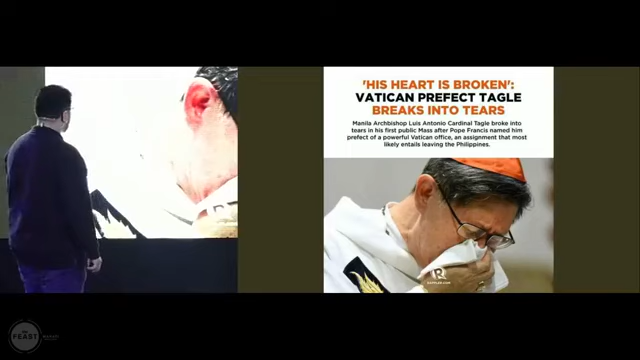 'HIS HEART IS BROKEN':
VATICAN PREFECT TAGLE
BREAKS INTO TEARS
Manila Archbishop Luis Antonio Cardinal Tagle broke into
tears in his first public Mass after Pope Francis named him
prefect of a powerful Vatican office, an assignment that most
likely entails leaving the Philippines.
R
RAPPLER.COM
THE
FEAST